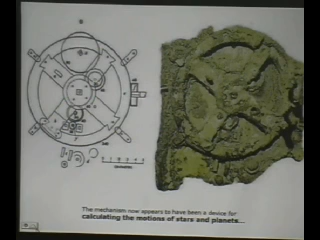 The mechanism now appears to have been a device for
calculating the motions of stars and planets...